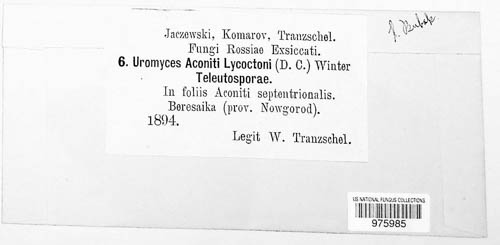 Jaczewski, Komarov, Tranzschel.
Fungi Rossiae Exsiccati.
6. Uromyces Aconiti Lycoctoni (D. C.) Winter
Teleutosporae.
In foliis Aconiti septentrionalis.
Beresaika (prov. Nowgorod).
1894.
Legit W. Tranzschel.
US NATIONAL FUNGUS COLLECTIONS
975985